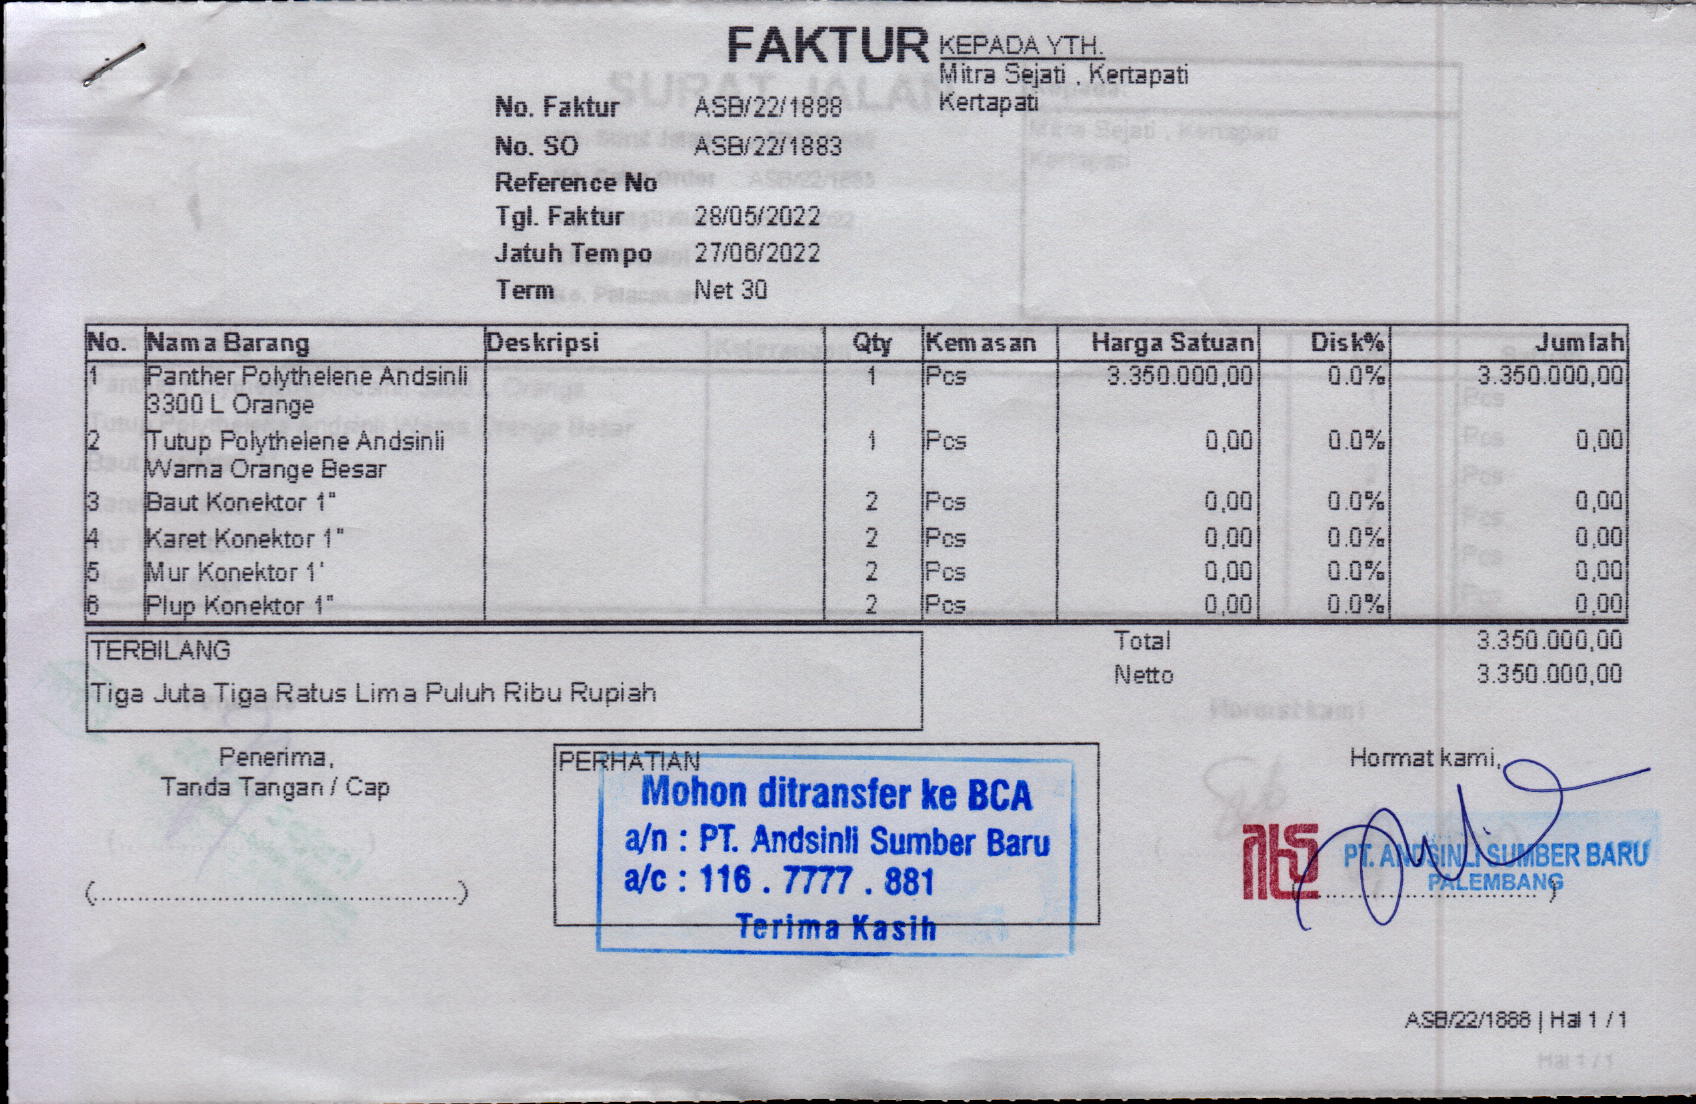 FAKTUR
KEPADA YTH.
Mitra Sejati , Kertapati
Kertapati
No. Faktur ASB/22/1888
No. SO ASB/22/1883
Reference No
Tgl. Faktur 28/05/2022
Jatuh Tempo 27/06/2022
Term Net 30
No. Nama Barang Deskripsi Qty Kemasan Harga Satuan Disk% Jumlah
1 Panther Polythelene Andsinli 1 Pcs 3.350.000,00 0.0% 3.350.000,00
3300 L Orange
2 Tutup Polythelene Andsinli 1 Pcs 0,00 0.0% 0,00
Warna Orange Besar
3 Baut Konektor 1" 2 Pcs 0,00 0.0% 0,00
4 Karet Konektor 1" 2 Pcs 0,00 0.0% 0,00
5 Mur Konektor 1' 2 Pcs 0,00 0.0% 0,00
6 Plup Konektor 1" 2 Pcs 0,00 0.0% 0,00
TERBILANG
Tiga Juta Tiga Ratus Lima Puluh Ribu Rupiah
Total 3.350.000,00
Netto 3.350.000,00
Penerima,
Tanda Tangan / Cap
(.............................................)
PERHATIAN
Mohon ditransfer ke BCA
a/n : PT. Andsinli Sumber Baru
a/c : 116 . 7777 . 881
Terima Kasih
Hormat kami,
PT. ANDSINLI SUMBER BARU
PALEMBANG
ASB/22/1888 | Hal 1 / 1